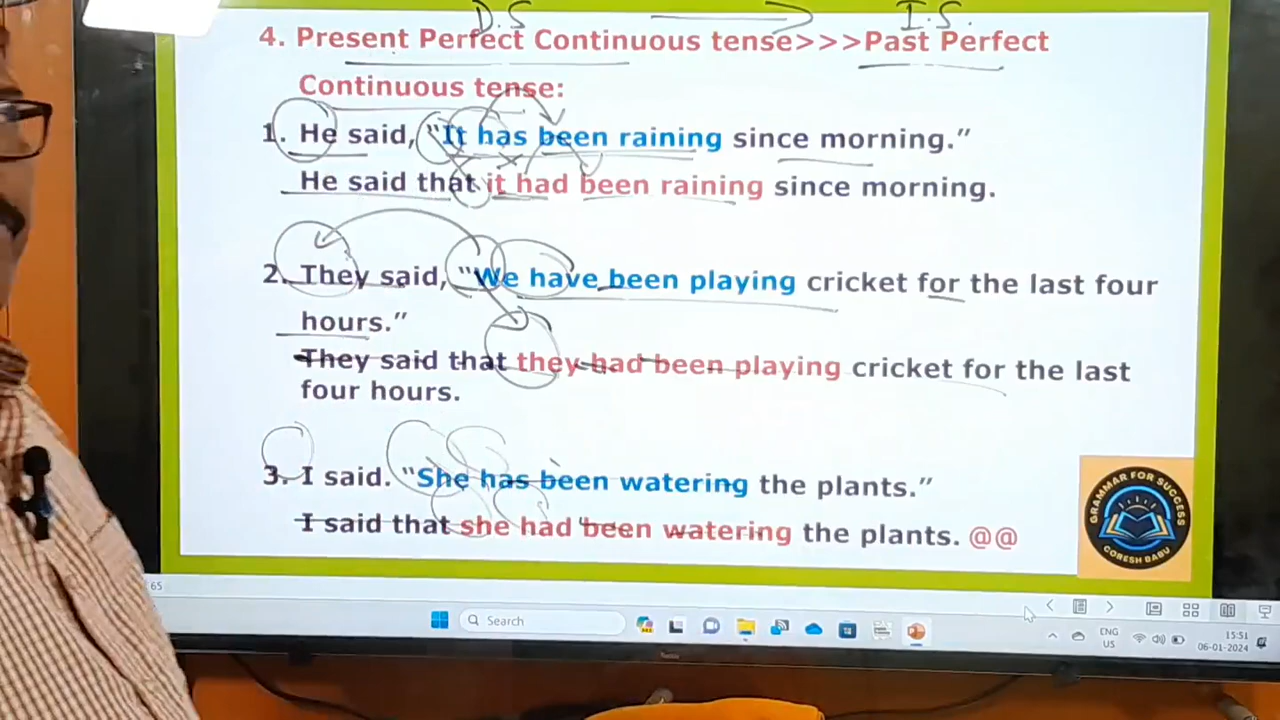 D.S I.S.
4. Present Perfect Continuous tense>>>Past Perfect
Continuous tense:
1. He said, "It has been raining since morning."
He said that it had been raining since morning.
2. They said, "We have been playing cricket for the last four
hours."
They said that they had been playing cricket for the last
four hours.
3. I said. "She has been watering the plants."
I said that she had been watering the plants. @@
GRAMMAR FOR SUCCESS
CORESH BABU
65
Search
ENG
US
15:51
06-01-2024